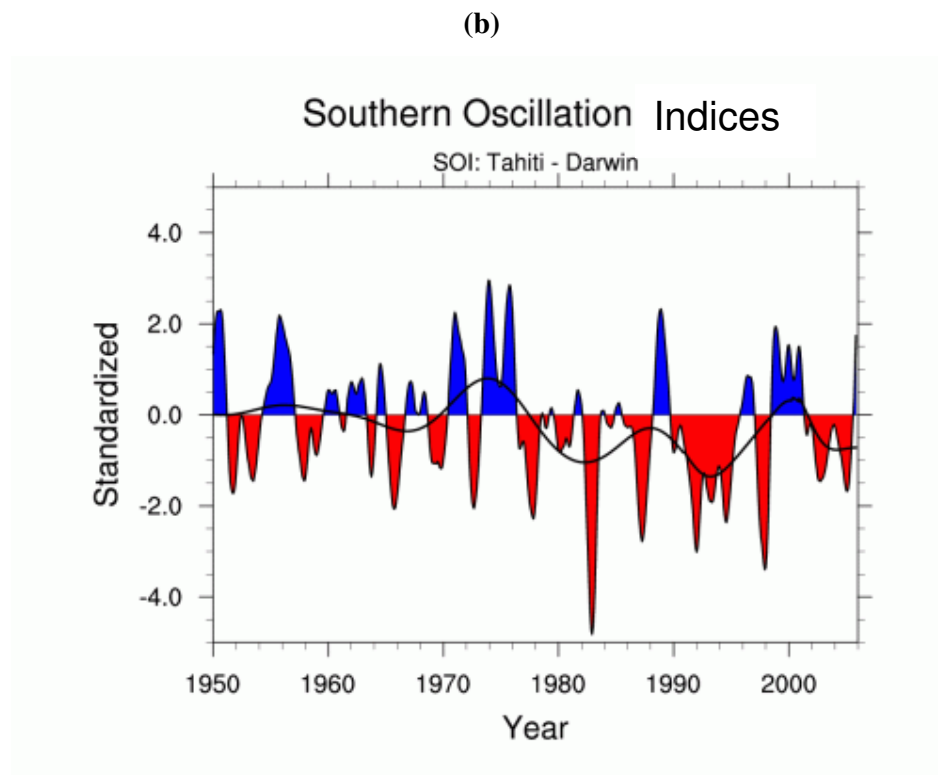 (b)
Southern Oscillation Indices
SOI: Tahiti - Darwin
4.0
2.0
0.0
-2.0
-4.0
Standardized
1950 1960 1970 1980 1990 2000
Year